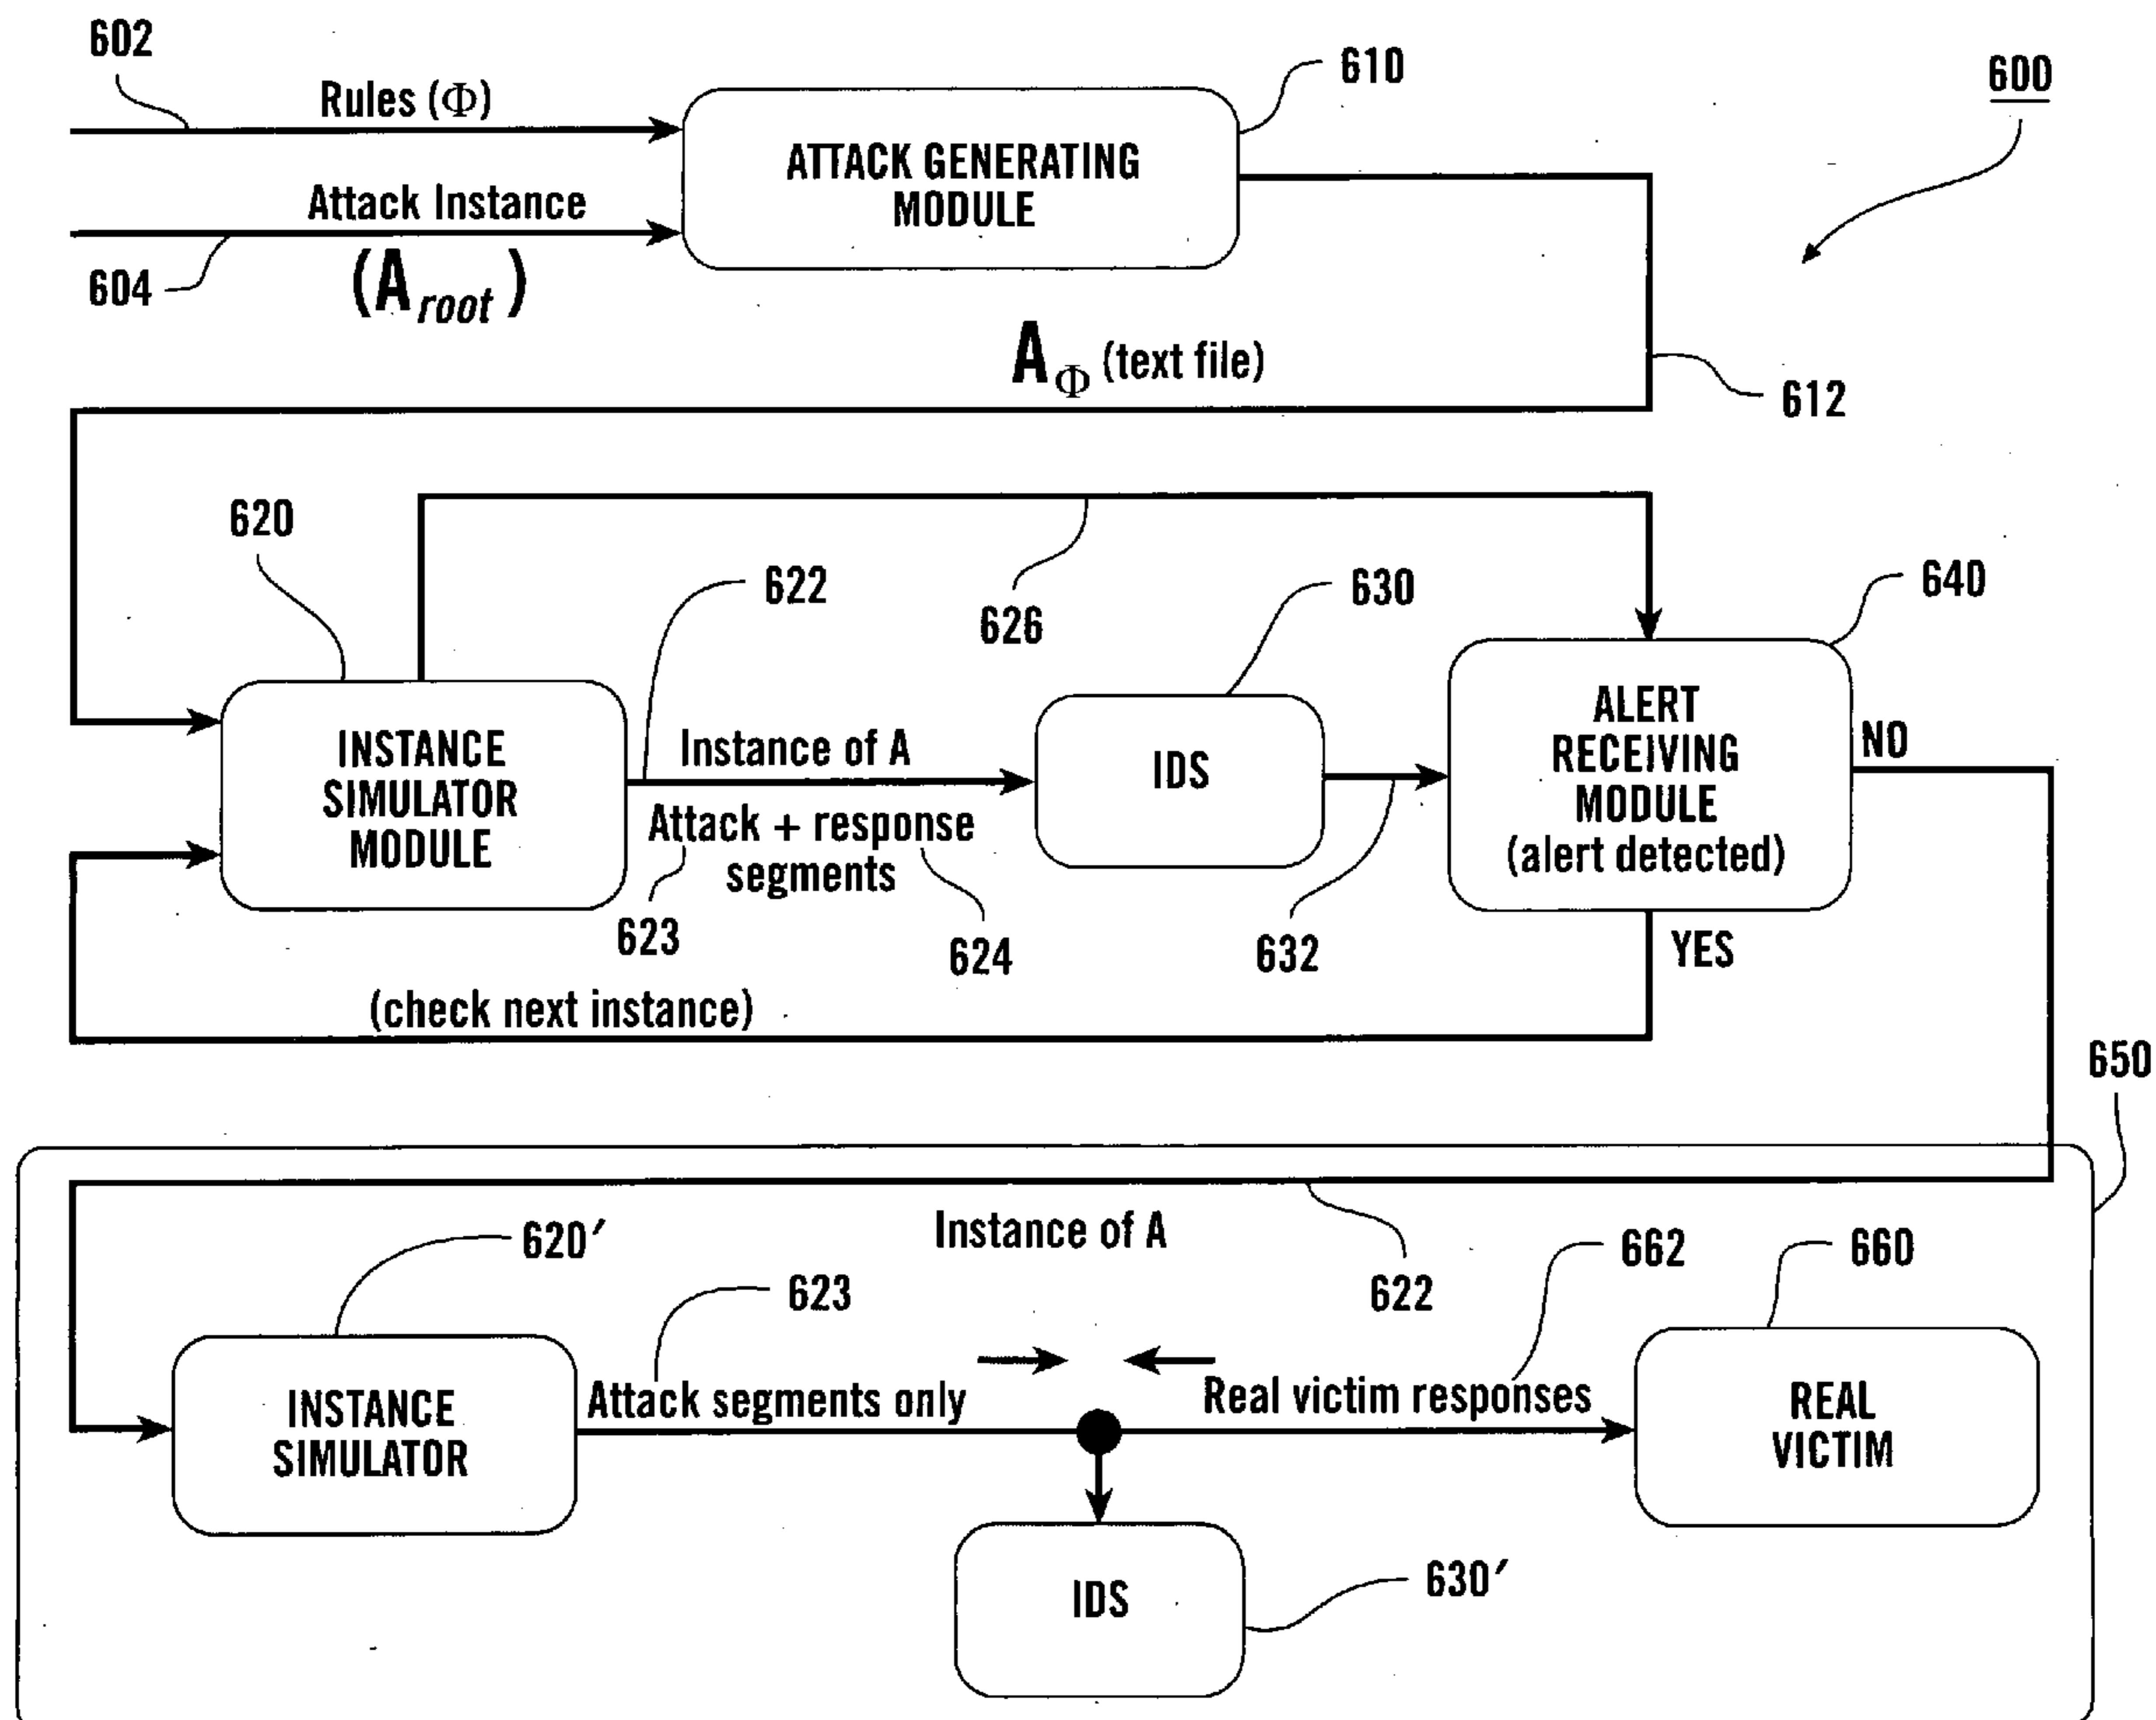 602
Rules (Φ)
610
600
ATTACK GENERATING
MODULE
Attack Instance
604
(A root)
A Φ (text file)
612
620
622
626
630
640
INSTANCE
SIMULATOR
MODULE
Instance of A
Attack + response
segments
623
624
IDS
632
ALERT
RECEIVING
MODULE
(alert detected)
NO
YES
(check next instance)
650
620′
Instance of A
622
623
662
660
INSTANCE
SIMULATOR
Attack segments only
Real victim responses
REAL
VICTIM
IDS
630′